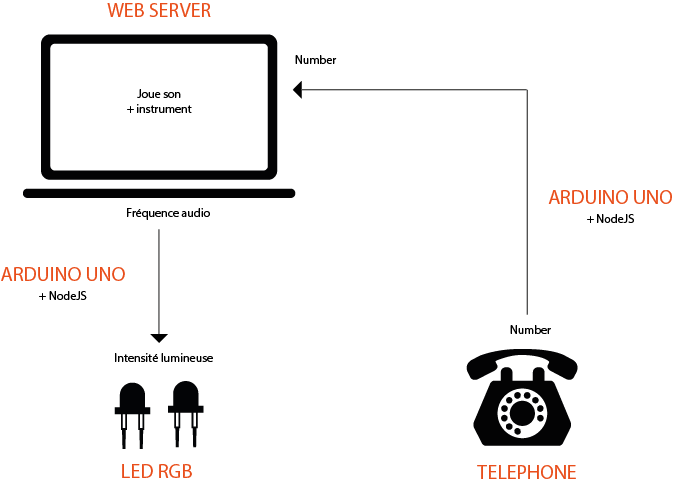 WEB SERVER
Number
Joue son
+ instrument
Fréquence audio
ARDUINO UNO
+ NodeJS
ARDUINO UNO
+ NodeJS
Number
Intensité lumineuse
LED RGB
TELEPHONE